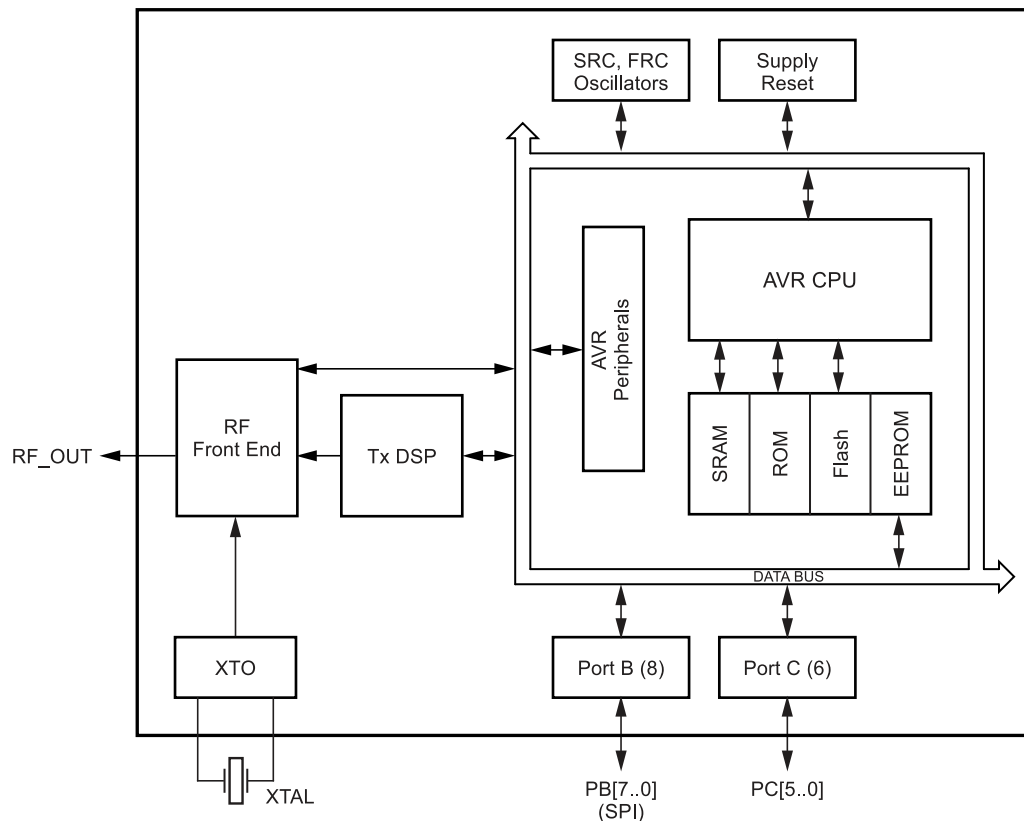 SRC, FRC
Oscillators
Supply
Reset
AVR CPU
AVR
Peripherals
RF
Front End
Tx DSP
RF_OUT
SRAM
ROM
Flash
EEPROM
DATA BUS
XTO
Port B (8)
Port C (6)
XTAL
PB[7..0]
(SPI)
PC[5..0]